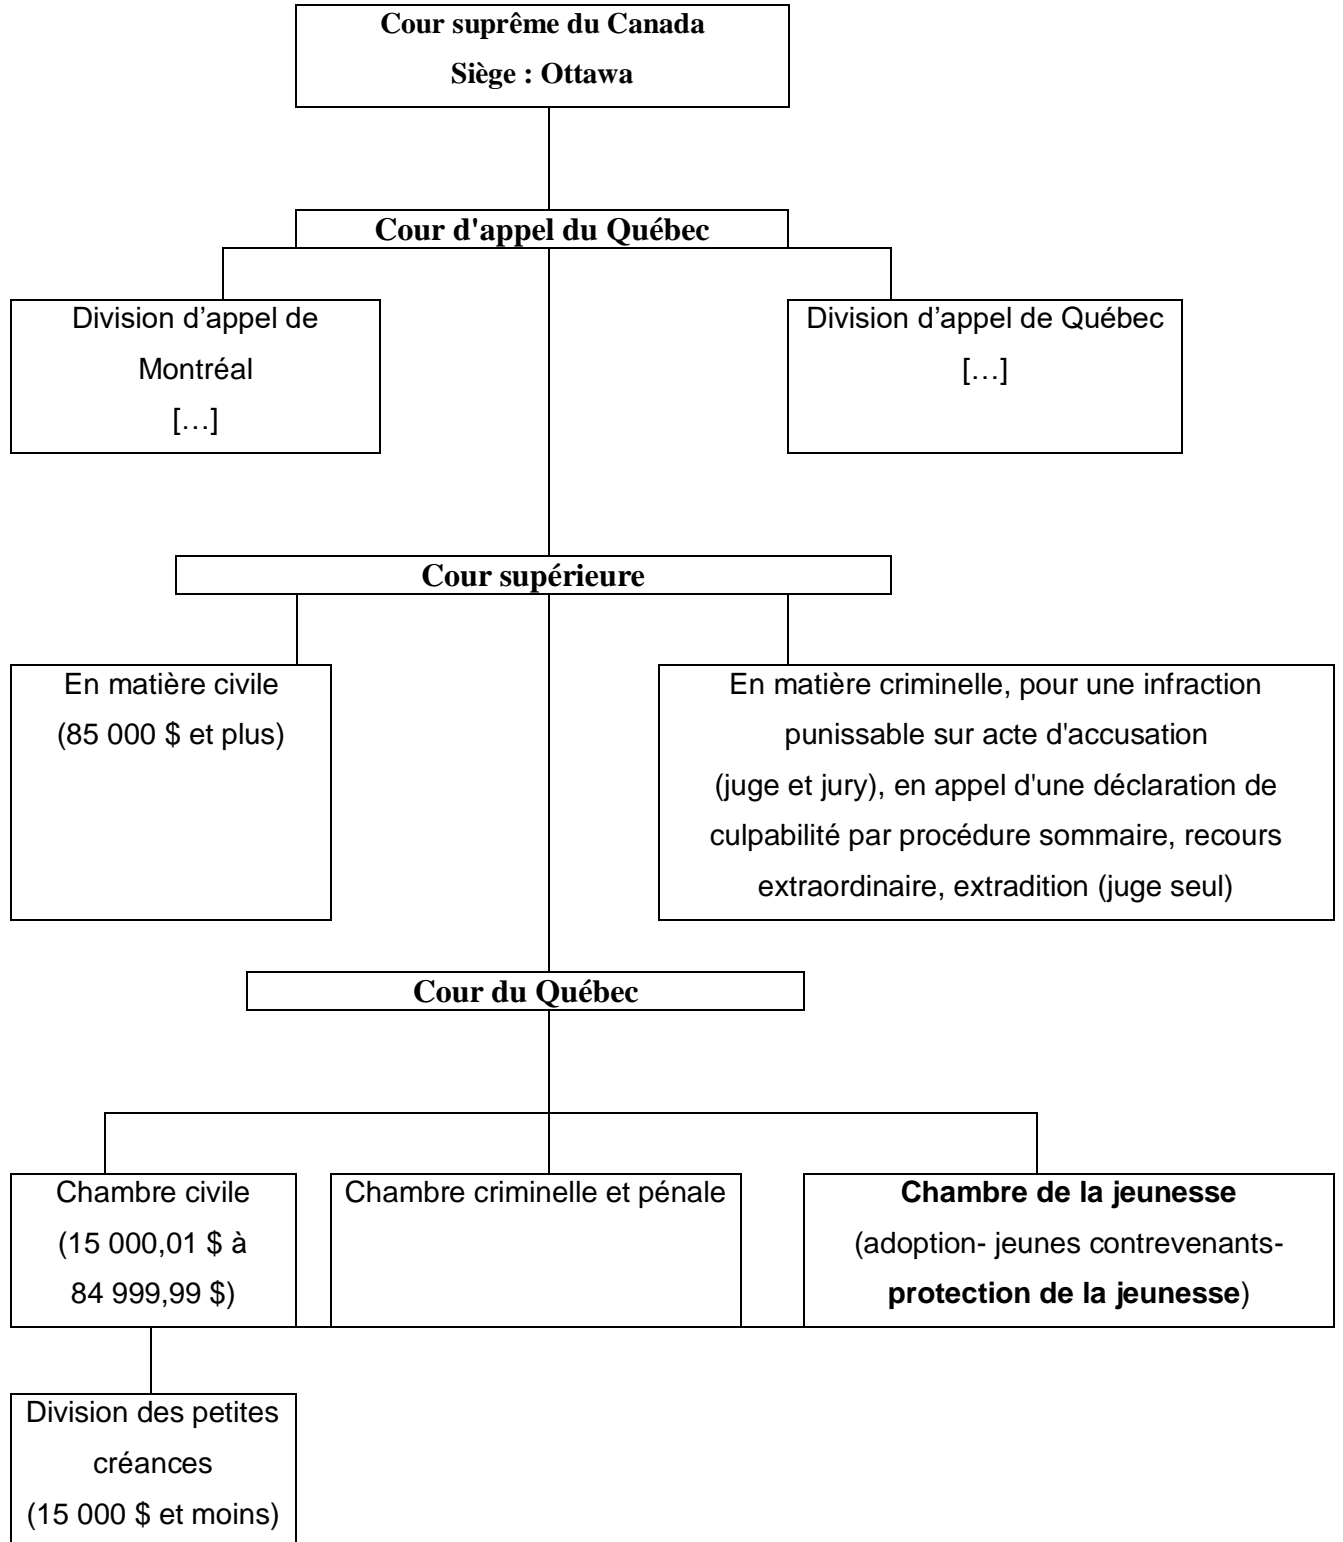 Cour suprême du Canada
Siège : Ottawa
Cour d'appel du Québec
Division d’appel de
Montréal
[…]
Division d’appel de Québec
[…]
Cour supérieure
En matière civile
(85 000 $ et plus)
En matière criminelle, pour une infraction
punissable sur acte d'accusation
(juge et jury), en appel d'une déclaration de
culpabilité par procédure sommaire, recours
extraordinaire, extradition (juge seul)
Cour du Québec
Chambre civile
(15 000,01 $ à
84 999,99 $)
Chambre criminelle et pénale
Chambre de la jeunesse
(adoption- jeunes contrevenants-
protection de la jeunesse)
Division des petites
créances
(15 000 $ et moins)